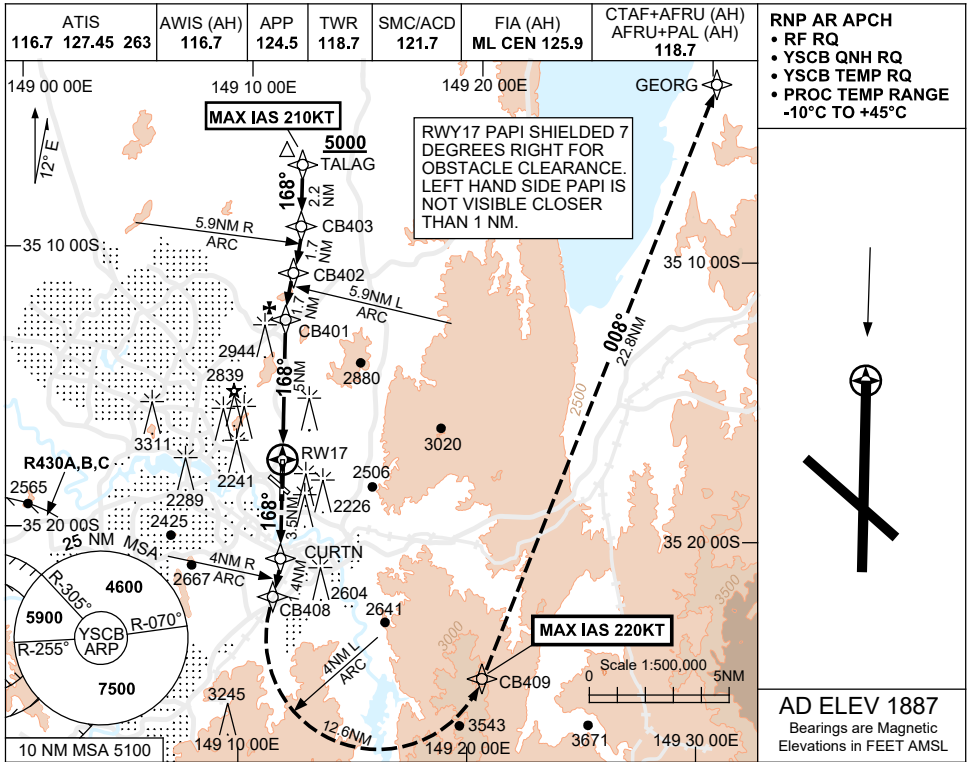 ATIS
116.7 127.45 263
AWIS (AH)
116.7
APP
124.5
TWR
118.7
SMC/ACD
121.7
FIA (AH)
ML CEN 125.9
CTAF+AFRU (AH)
AFRU+PAL (AH)
118.7
RNP AR APCH
• RF RQ
• YSCB QNH RQ
• YSCB TEMP RQ
• PROC TEMP RANGE
-10°C TO +45°C
149 00 00E
149 10 00E
149 20 00E
GEORG
12° E
MAX IAS 210KT
5000
TALAG
RWY17 PAPI SHIELDED 7
DEGREES RIGHT FOR
OBSTACLE CLEARANCE.
LEFT HAND SIDE PAPI IS
NOT VISIBLE CLOSER
THAN 1 NM.
168°
2.2
NM
CB403
5.9NM R
ARC
35 10 00S
35 10 00S
1.7
NM
CB402
5.9NM L
ARC
1.7
NM
CB401
2944
168°
5NM
2880
008°
22.8NM
2839
2500
3311
3020
RW17
R430A,B,C
2241
2506
2565
2289
2226
168°
3.5NM
35 20 00S
2425
35 20 00S
25 NM MSA
4NM R
ARC
CURTN
1.4NM
2667
2604
3500
CB408
2641
R-305°
4600
5900
R-070°
R-255°
YSCB
ARP
7500
3000
MAX IAS 220KT
4NM L
ARC
Scale 1:500,000
0
5NM
CB409
3245
12.6NM
3543
3671
10 NM MSA 5100
149 10 00E
149 20 00E
149 30 00E
AD ELEV 1887
Bearings are Magnetic
Elevations in FEET AMSL